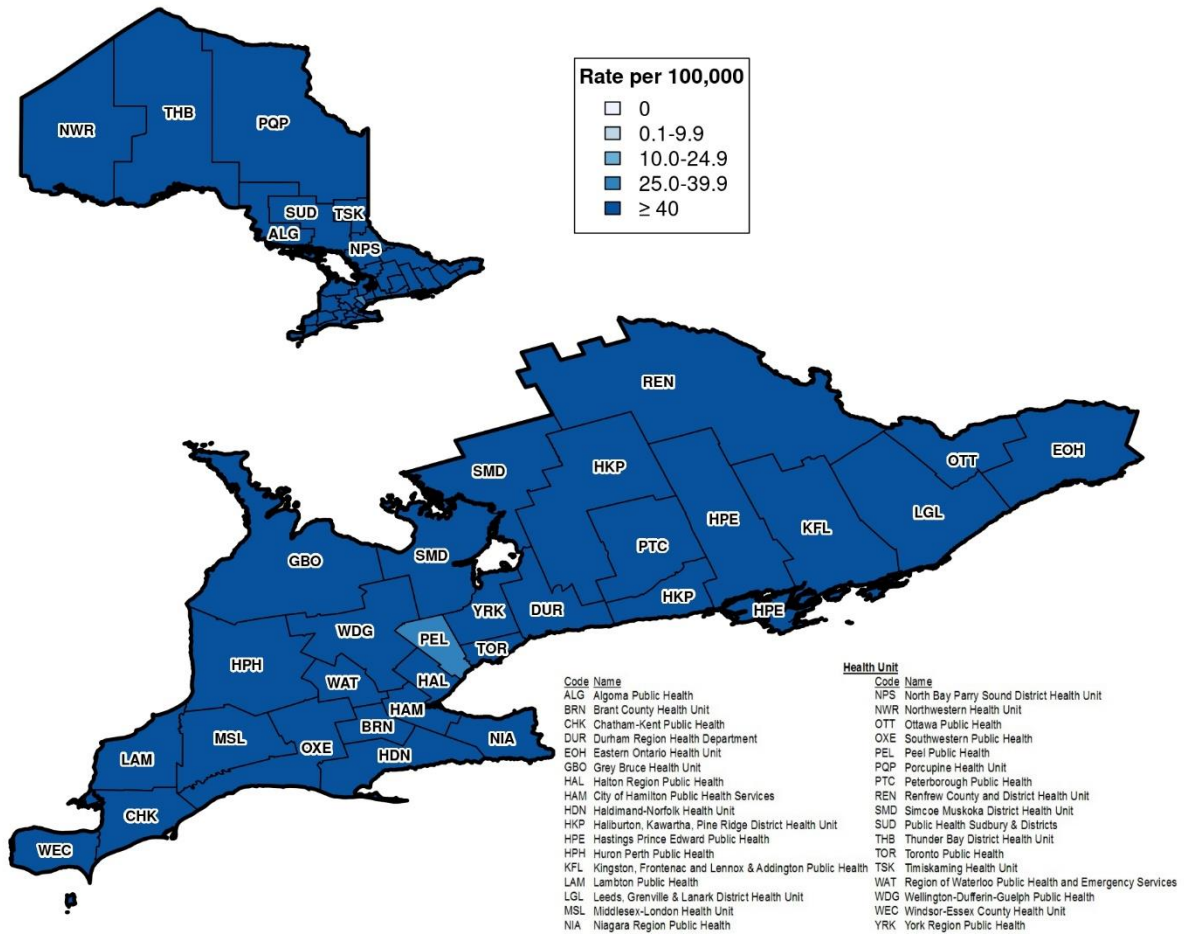 Rate per 100,000
0
0.1-9.9
10.0-24.9
25.0-39.9
≥ 40
NWR
THB
PQP
SUD
TSK
ALG
NPS
REN
SMD
HKP
OTT
EOH
HPE
KFL
LGL
GBO
SMD
PTC
HKP
HPE
YRK
DUR
WDG
PEL
TOR
HPH
WAT
HAL
HAM
BRN
MSL
OXE
HDN
NIA
LAM
CHK
WEC
Health Unit
Code Name
ALG Algoma Public Health
BRN Brant County Health Unit
CHK Chatham-Kent Public Health
DUR Durham Region Health Department
EOH Eastern Ontario Health Unit
GBO Grey Bruce Health Unit
HAL Halton Region Public Health
HAM City of Hamilton Public Health Services
HDN Haldimand-Norfolk Health Unit
HKP Haliburton, Kawartha, Pine Ridge District Health Unit
HPE Hastings Prince Edward Public Health
HPH Huron Perth Public Health
KFL Kingston, Frontenac and Lennox & Addington Public Health
LAM Lambton Public Health
LGL Leeds, Grenville & Lanark District Health Unit
MSL Middlesex-London Health Unit
NIA Niagara Region Public Health
Code Name
NPS North Bay Parry Sound District Health Unit
NWR Northwestern Health Unit
OTT Ottawa Public Health
OXE Southwestern Public Health
PEL Peel Public Health
PQP Porcupine Health Unit
PTC Peterborough Public Health
REN Renfrew County and District Health Unit
SMD Simcoe Muskoka District Health Unit
SUD Public Health Sudbury & Districts
THB Thunder Bay District Health Unit
TOR Toronto Public Health
TSK Timiskaming Health Unit
WAT Region of Waterloo Public Health and Emergency Services
WDG Wellington-Dufferin-Guelph Public Health
WEC Windsor-Essex County Health Unit
YRK York Region Public Health